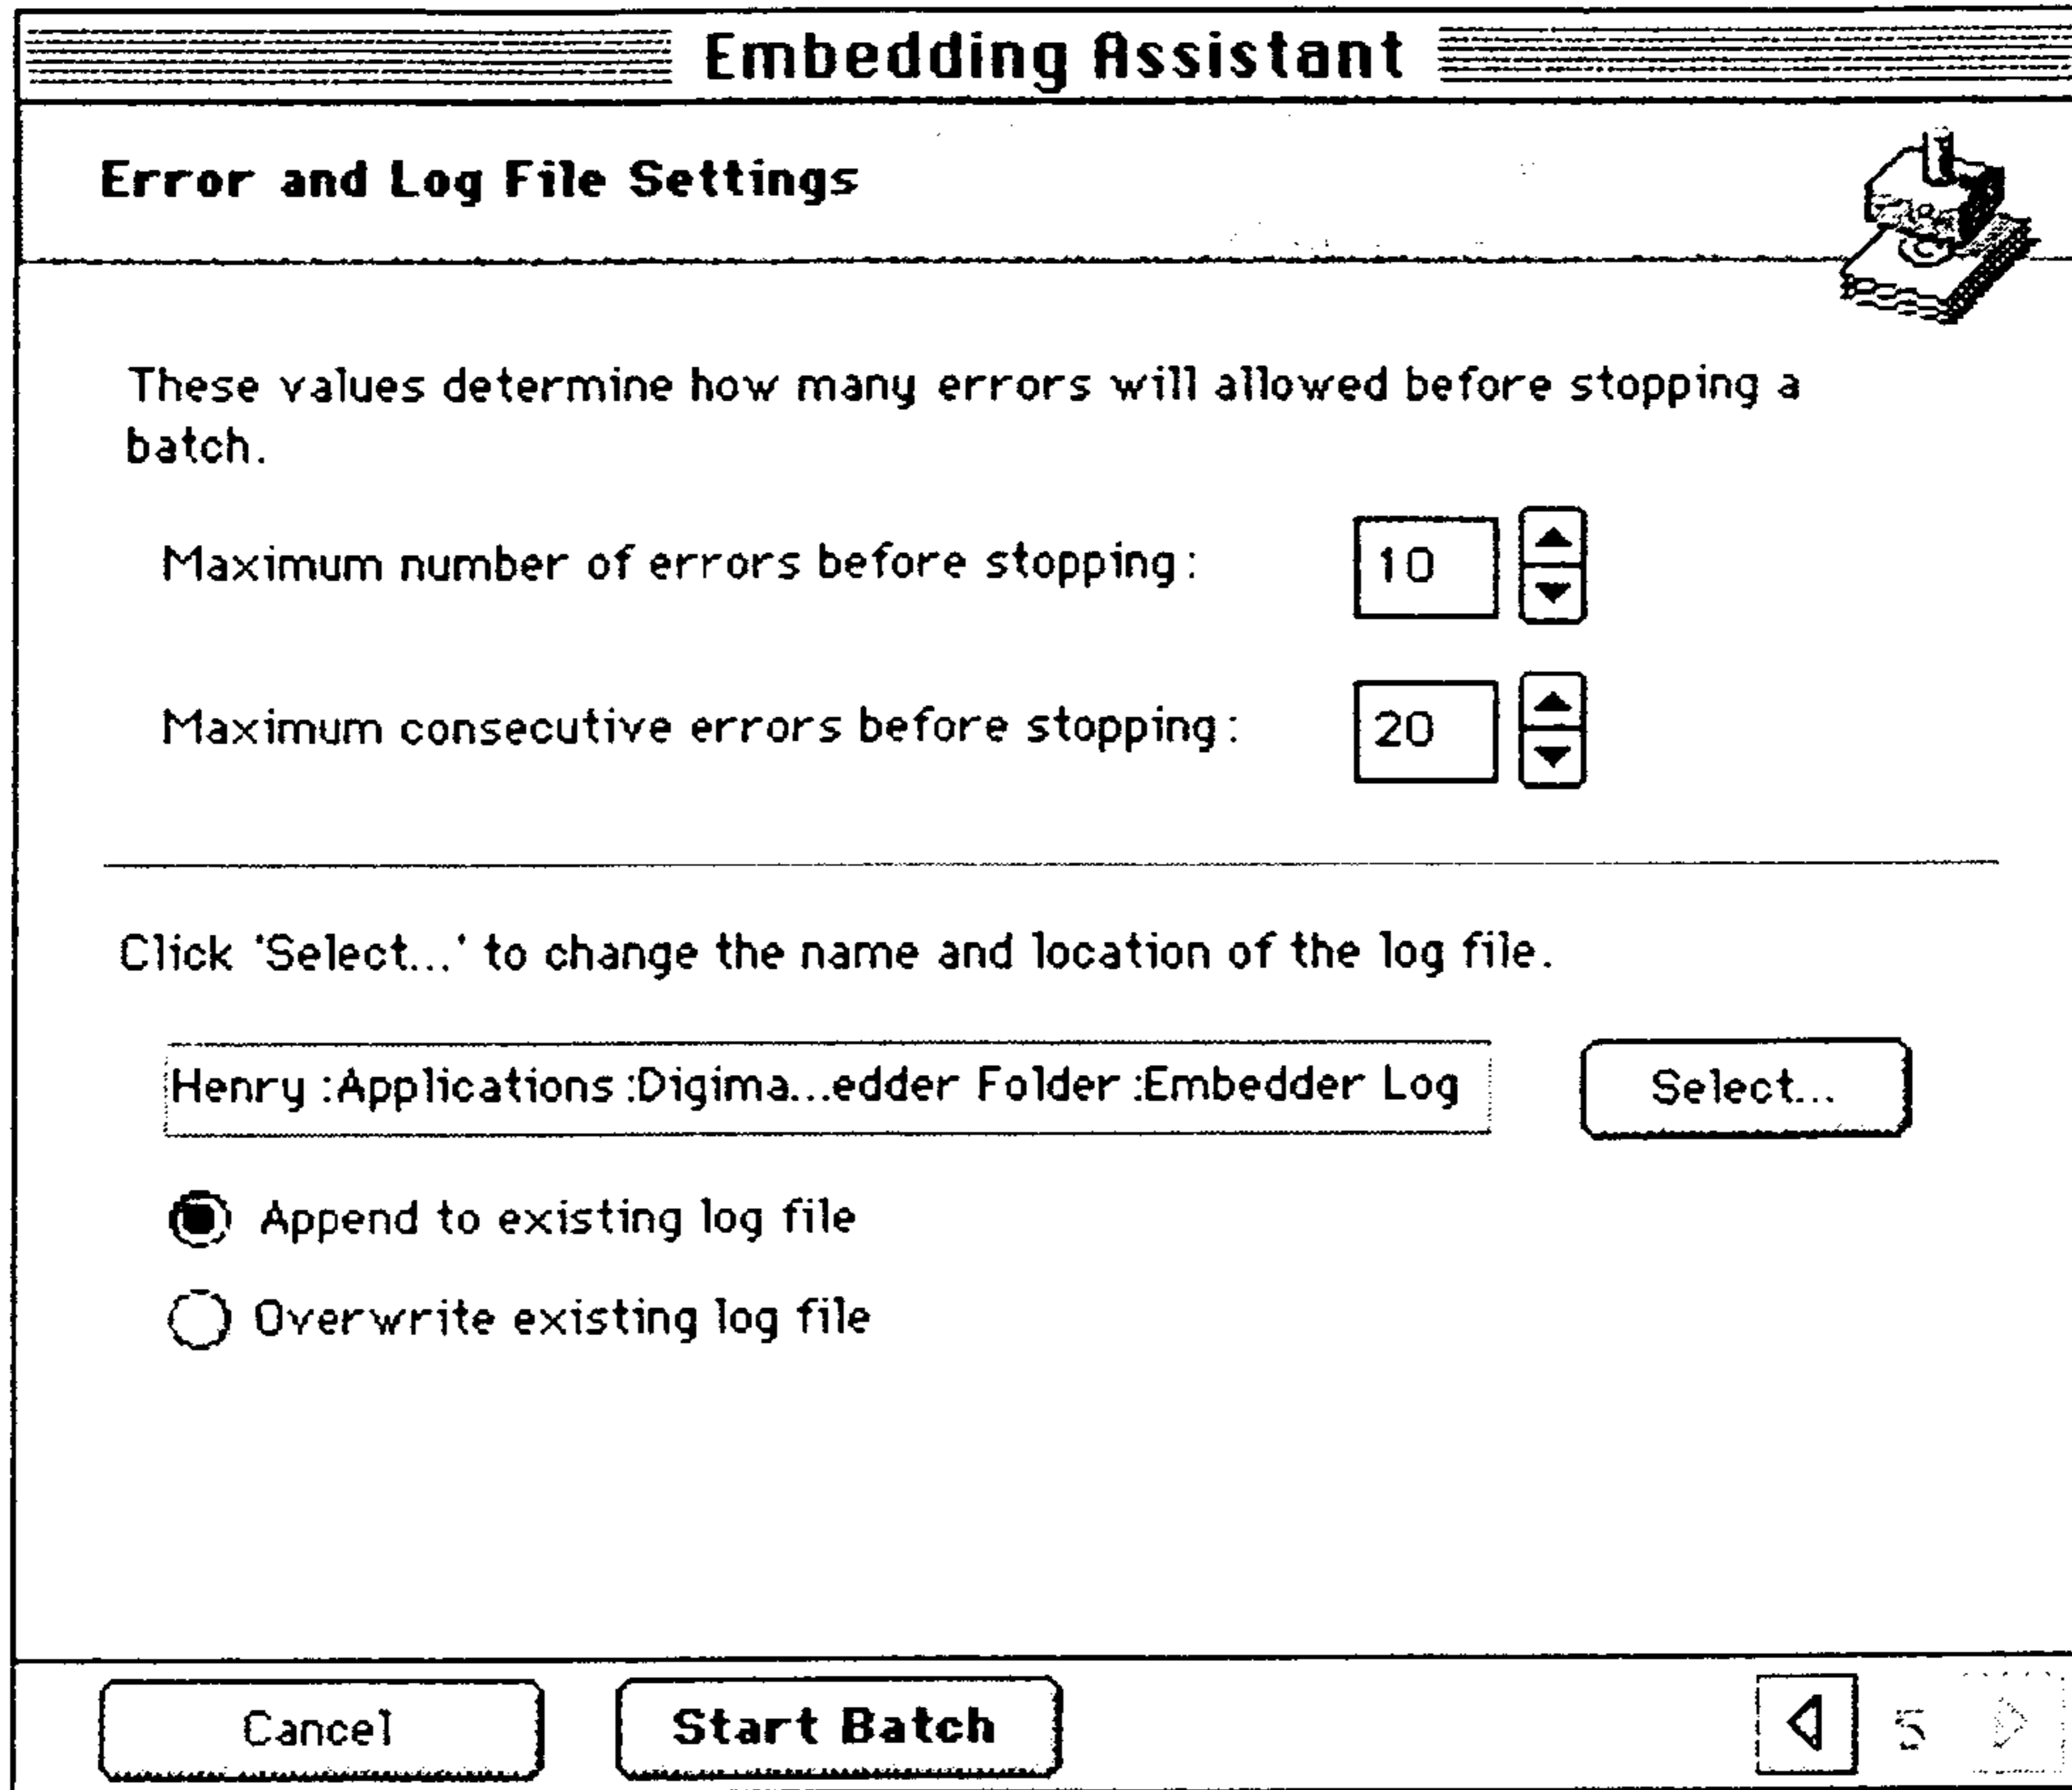 Embedding Assistant
Error and Log File Settings
These values determine how many errors will allowed before stopping a
batch.
Maximum number of errors before stopping: 10
Maximum consecutive errors before stopping: 20
Click 'Select...' to change the name and location of the log file.
Henry :Applications :Digima...edder Folder :Embedder Log Select...
Append to existing log file
Overwrite existing log file
Cancel Start Batch 5